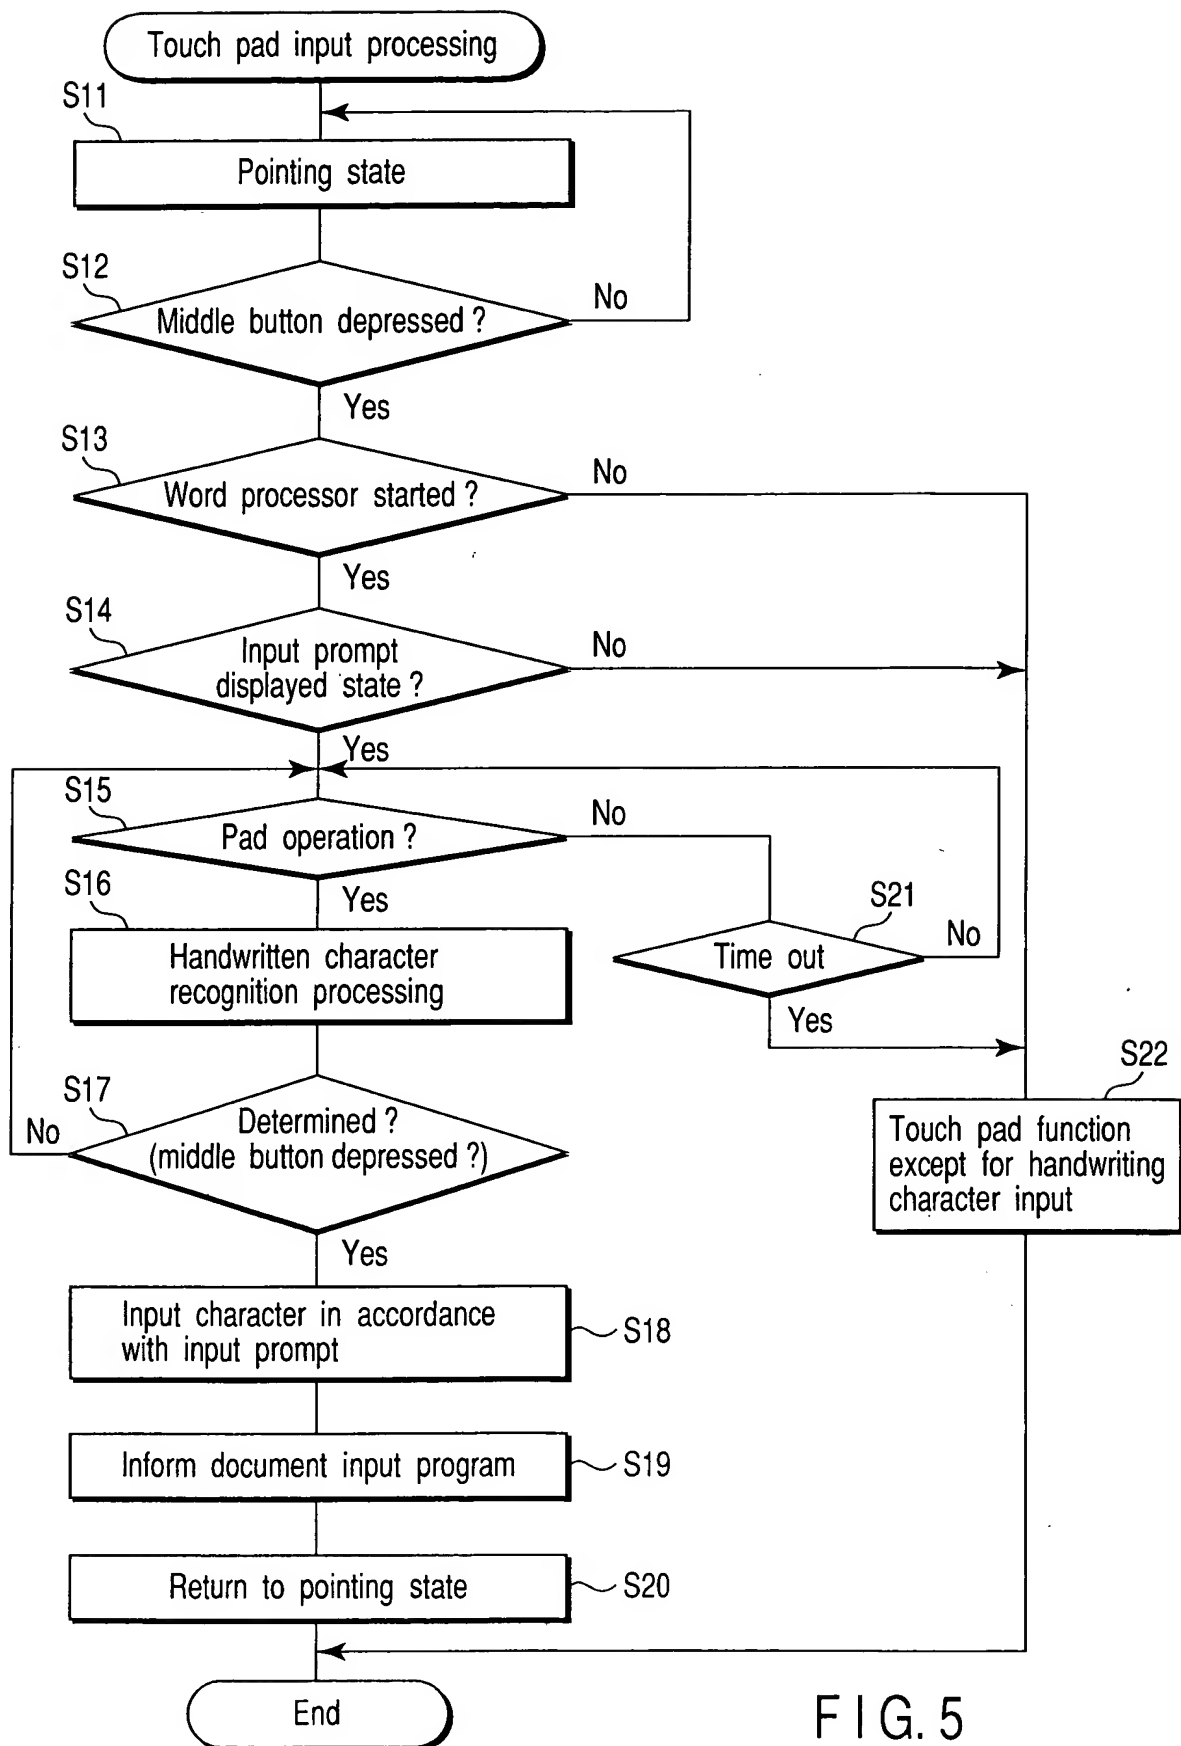 Touch pad input processing
S11
Pointing state
S12
Middle button depressed ?
No
Yes
S13
Word processor started ?
No
Yes
S14
Input prompt
displayed state ?
No
Yes
S15
Pad operation ?
No
Yes
S16
Handwritten character
recognition processing
S21
Time out
No
Yes
S17
Determined ?
(middle button depressed ?)
No
Yes
S22
Touch pad function
except for handwriting
character input
Input character in accordance
with input prompt
S18
Inform document input program
S19
Return to pointing state
S20
End
FIG. 5